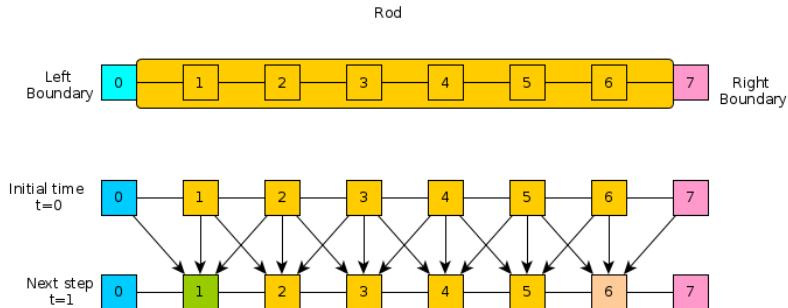 Rod
Left
Boundary
0 1 2 3 4 5 6 7
Right
Boundary
Initial time
t=0
0 1 2 3 4 5 6 7
Next step
t=1
0 1 2 3 4 5 6 7